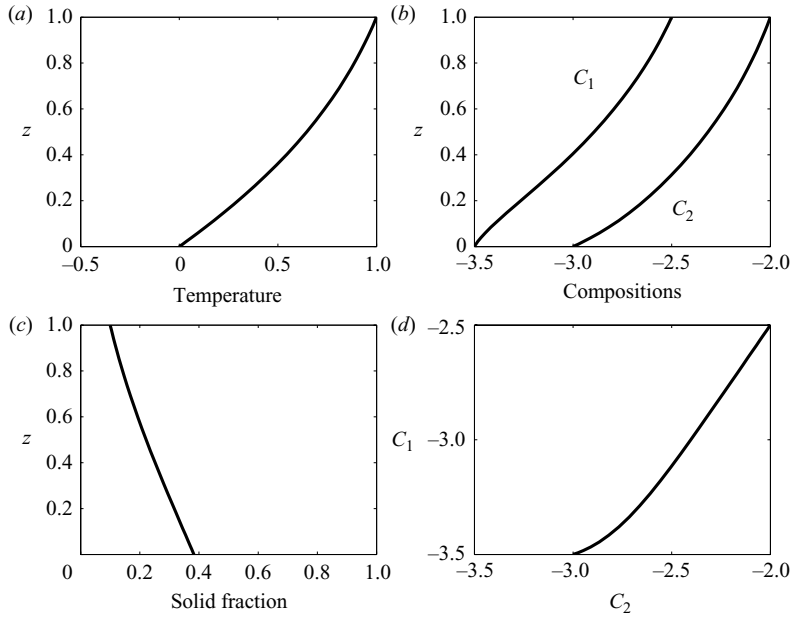 (a)
1.0
0.8
0.6
z
0.4
0.2
0
–0.5 0 0.5 1.0
Temperature
(b)
1.0
0.8
0.6
z
0.4
0.2
0
C1
C2
–3.5 –3.0 –2.5 –2.0
Compositions
(c)
1.0
0.8
0.6
z
0.4
0.2
0 0.2 0.4 0.6 0.8 1.0
Solid fraction
(d)
–2.5
C1 –3.0
–3.5
–3.5 –3.0 –2.5 –2.0
C2